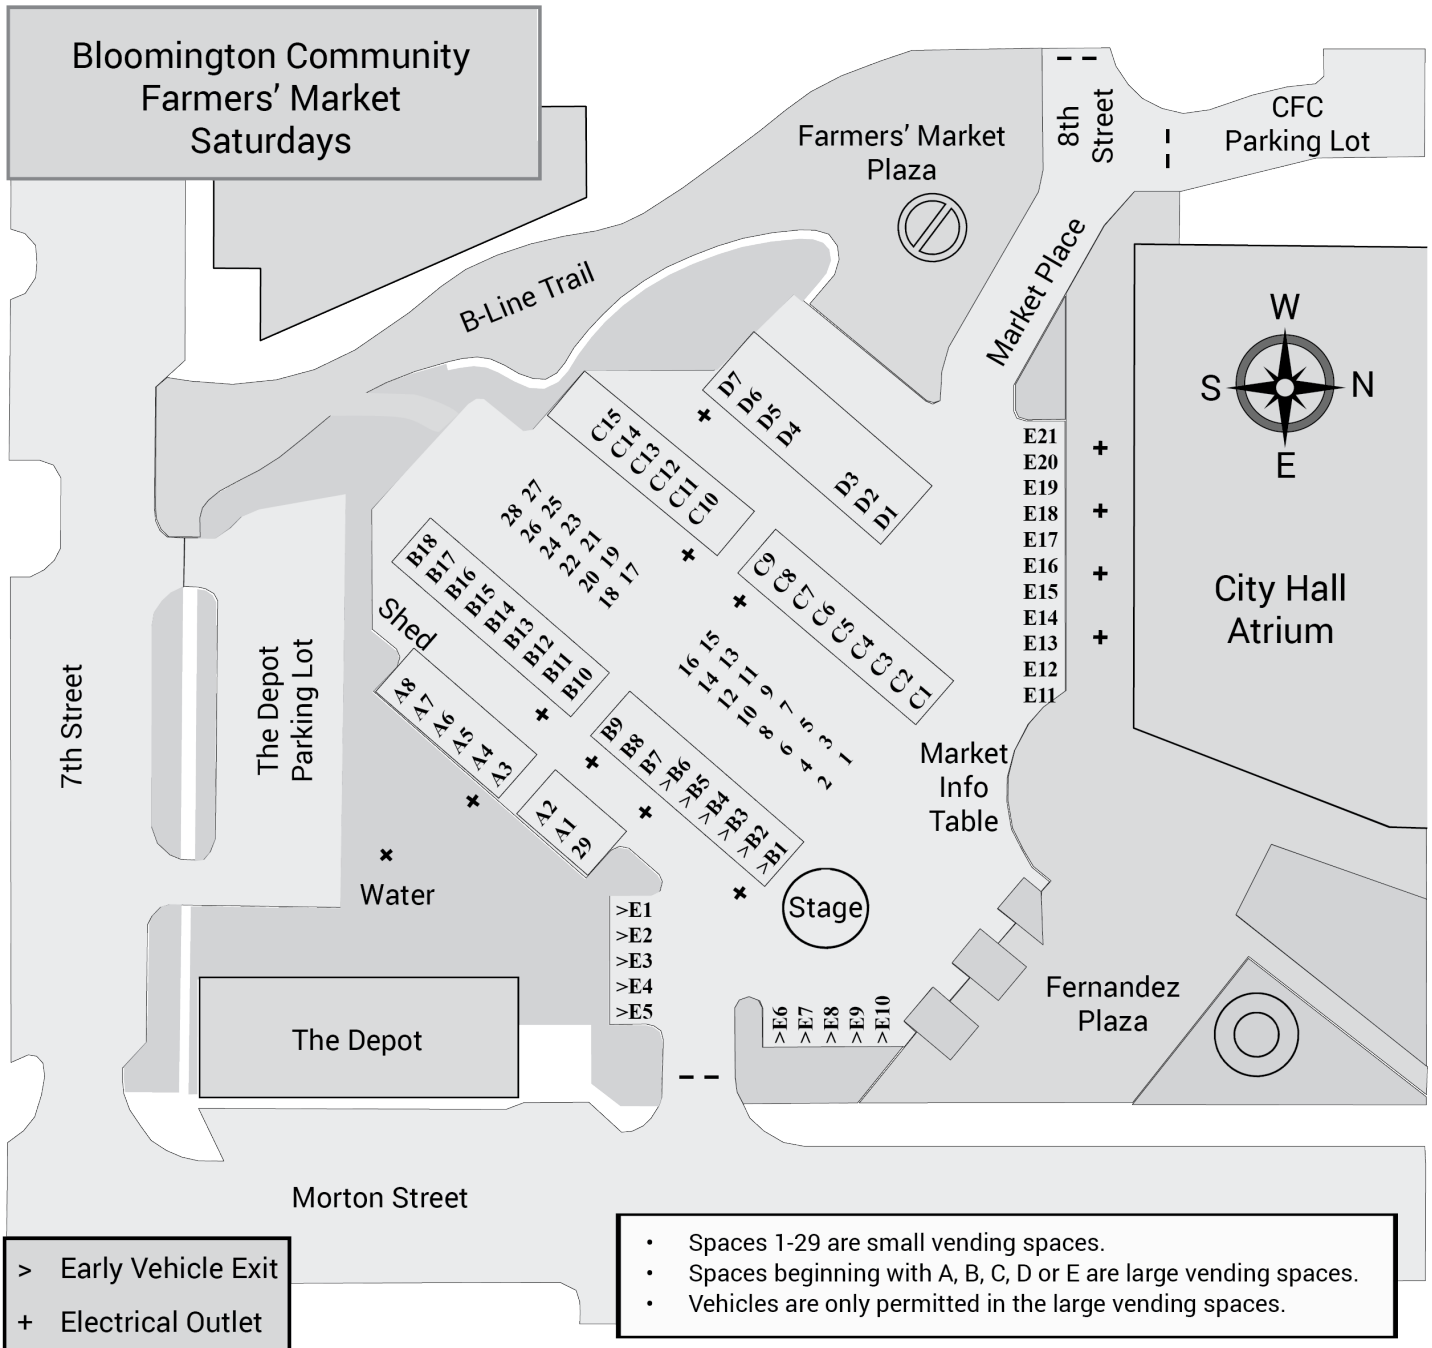 Bloomington Community
Farmers' Market
Saturdays
Farmers' Market
Plaza
8th
Street
CFC
Parking Lot
Market Place
B-Line Trail
W
S
N
E
City Hall
Atrium
D7
D6
D5
D4
D3
D2
D1
C15
C14
C13
C12
C11
C10
C9
C8
C7
C6
C5
C4
C3
C2
C1
28 27
26 25
24 23
22 21
20 19
18 17
16 15
14 13
12 11
10 9
8 7
6 5
4 3
2 1
B18
B17
B16
B15
B14
B13
B12
B11
B10
B9
B8
B7
>B6
>B5
>B4
>B3
>B2
>B1
Shed
A8
A7
A6
A5
A4
A3
A2
A1
29
E21
E20
E19
E18
E17
E16
E15
E14
E13
E12
E11
+
+
+
+
+
+
+
+
+
+
+
+
Market
Info
Table
7th Street
The Depot
Parking Lot
+
Water
Stage
>E1
>E2
>E3
>E4
>E5
>E6
>E7
>E8
>E9
>E10
Fernandez
Plaza
The Depot
Morton Street
> Early Vehicle Exit
+ Electrical Outlet
• Spaces 1-29 are small vending spaces.
• Spaces beginning with A, B, C, D or E are large vending spaces.
• Vehicles are only permitted in the large vending spaces.